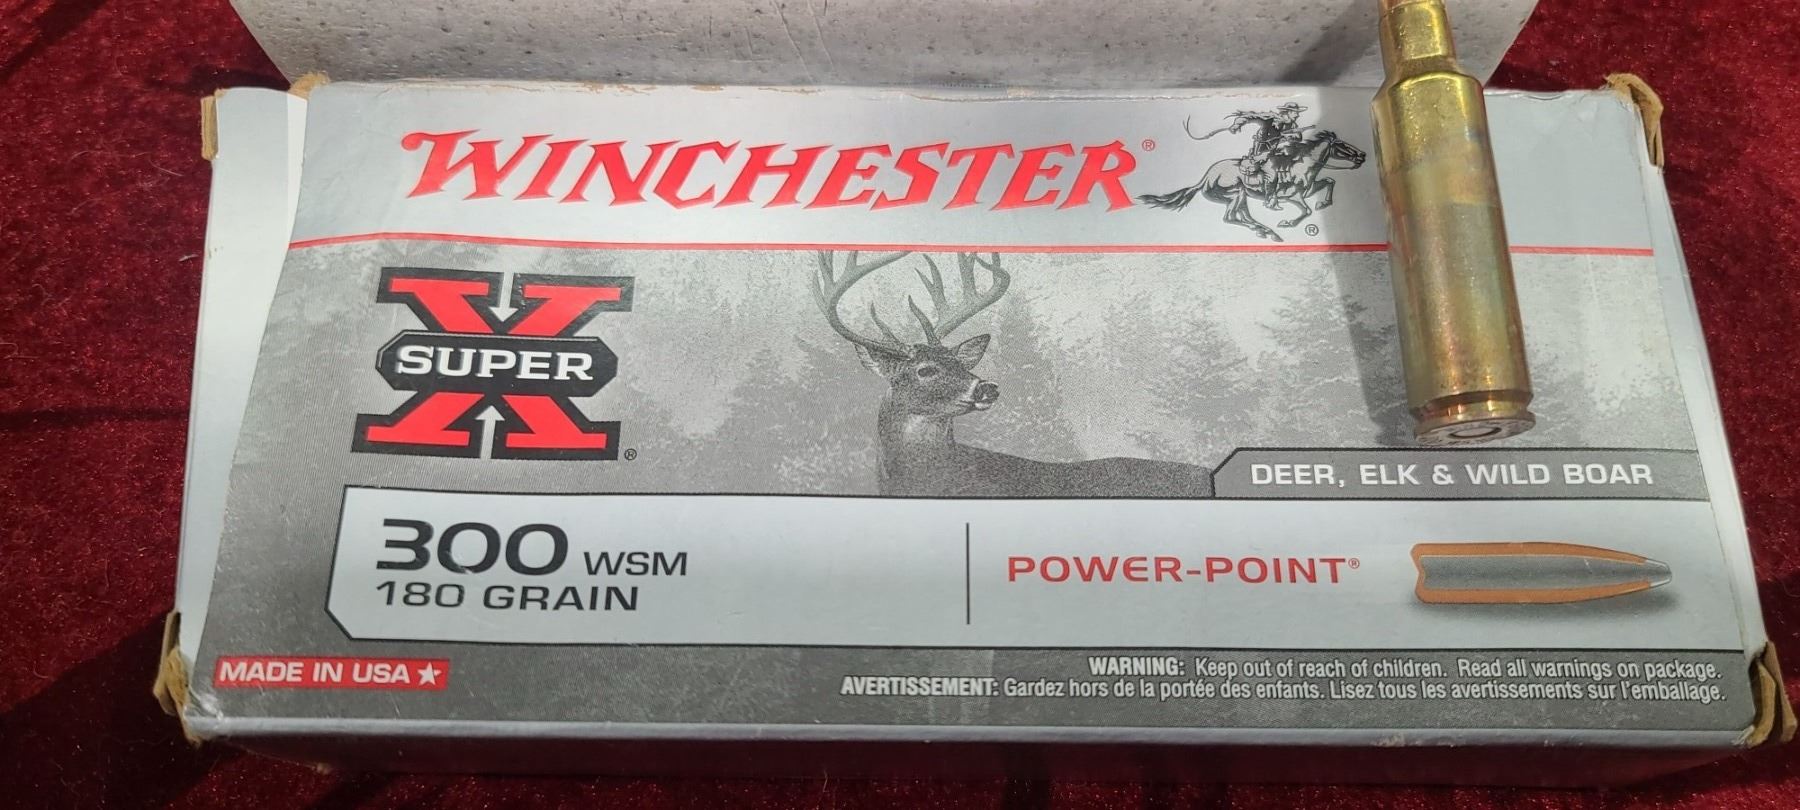 WINCHESTER®
®
SUPER X®
DEER, ELK & WILD BOAR
300 WSM
180 GRAIN
POWER-POINT®
MADE IN USA
WARNING: Keep out of reach of children. Read all warnings on package.
AVERTISSEMENT: Gardez hors de la portée des enfants. Lisez tous les avertissements sur l'emballage.